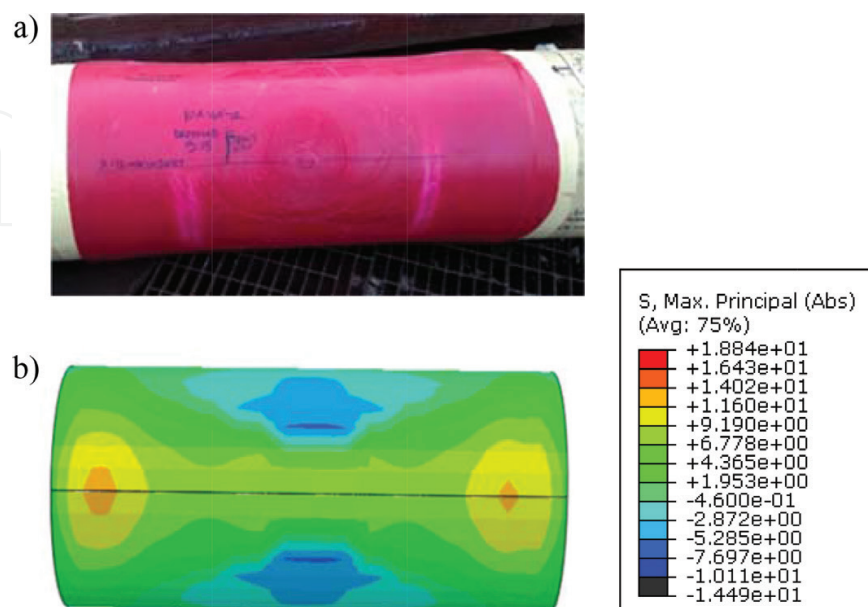 a)
b)
S, Max. Principal (Abs)
(Avg: 75%)
+1.884e+01
+1.643e+01
+1.402e+01
+1.160e+01
+9.190e+00
+6.778e+00
+4.365e+00
+1.953e+00
-4.600e-01
-2.872e+00
-5.285e+00
-7.697e+00
-1.011e+01
-1.449e+01